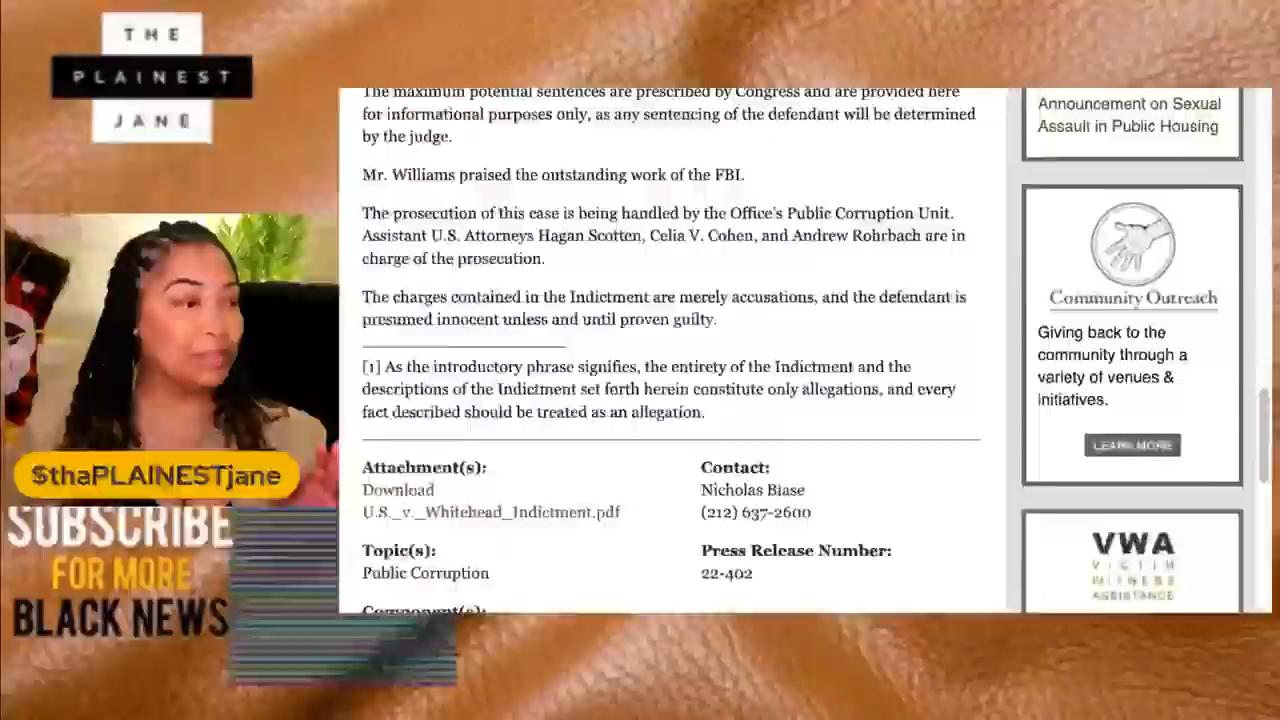 THE
PLAINEST
JANE
The maximum potential sentences are prescribed by Congress and are provided here
for informational purposes only, as any sentencing of the defendant will be determined
by the judge.
Mr. Williams praised the outstanding work of the FBI.
The prosecution of this case is being handled by the Office's Public Corruption Unit.
Assistant U.S. Attorneys Hagan Scotten, Celia V. Cohen, and Andrew Rohrbach are in
charge of the prosecution.
The charges contained in the Indictment are merely accusations, and the defendant is
presumed innocent unless and until proven guilty.
[1] As the introductory phrase signifies, the entirety of the Indictment and the
descriptions of the Indictment set forth herein constitute only allegations, and every
fact described should be treated as an allegation.
Attachment(s):
Download
U.S._v._Whitehead_Indictment.pdf
Topic(s):
Public Corruption
Component(s):
Contact:
Nicholas Biase
(212) 637-2600
Press Release Number:
22-402
Announcement on Sexual
Assault in Public Housing
Community Outreach
Giving back to the
community through a
variety of venues &
initiatives.
LEARN MORE
VWA
VICTIM
WITNESS
ASSISTANCE
$thaPLAINESTjane
SUBSCRIBE
FOR MORE
BLACK NEWS